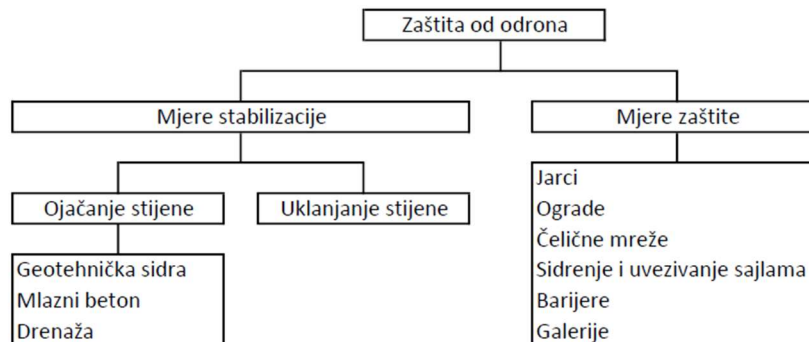 Zaštita od odrona
Mjere stabilizacije
Mjere zaštite
Ojačanje stijene
Uklanjanje stijene
Geotehnička sidra
Mlazni beton
Drenaža
Jarci
Ograde
Čelične mreže
Sidrenje i uvezivanje sajlama
Barijere
Galerije